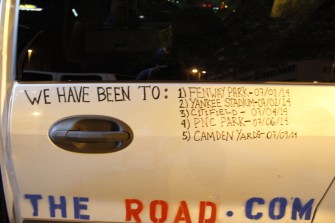 WE HAVE BEEN TO:
1) FENWAY PARK - 07/01/14
2) YANKEE STADIUM - 07/02/14
3) CITIFIELD - 07/04/14
4) PNC PARK - 07/06/14
5) CAMDEN YARDS - 07/07/14
THE ROAD.COM